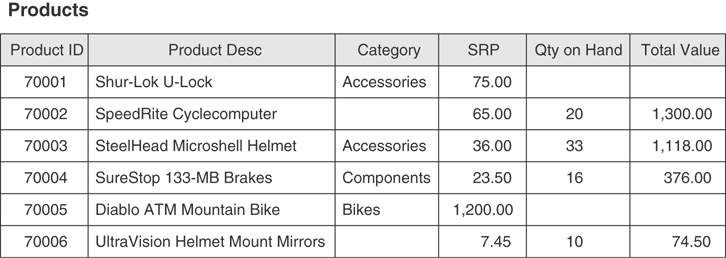 Products
Product ID Product Desc Category SRP Qty on Hand Total Value
70001 Shur-Lok U-Lock Accessories 75.00
70002 SpeedRite Cyclecomputer 65.00 20 1,300.00
70003 SteelHead Microshell Helmet Accessories 36.00 33 1,118.00
70004 SureStop 133-MB Brakes Components 23.50 16 376.00
70005 Diablo ATM Mountain Bike Bikes 1,200.00
70006 UltraVision Helmet Mount Mirrors 7.45 10 74.50